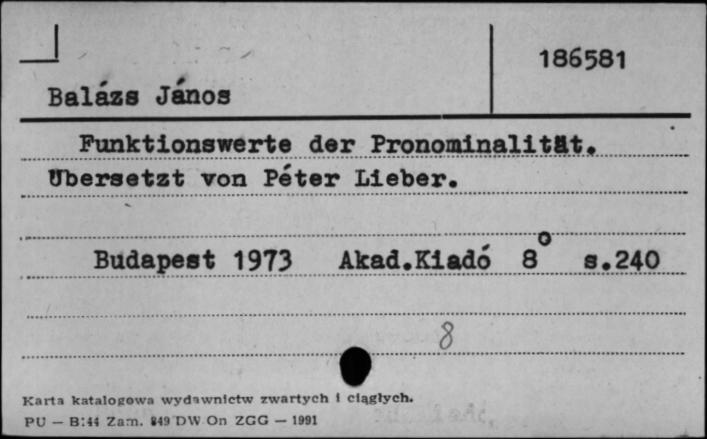 186581
Balázs János
Funktionswerte der Pronominalität.
Übersetzt von Péter Lieber.
Budapest 1973 Akad.Kiadó 8° s.240
8
Karta katalogowa wydawnictw zwartych i ciągłych.
PU — B:44 Zam. 849 DW On ZGG — 1991